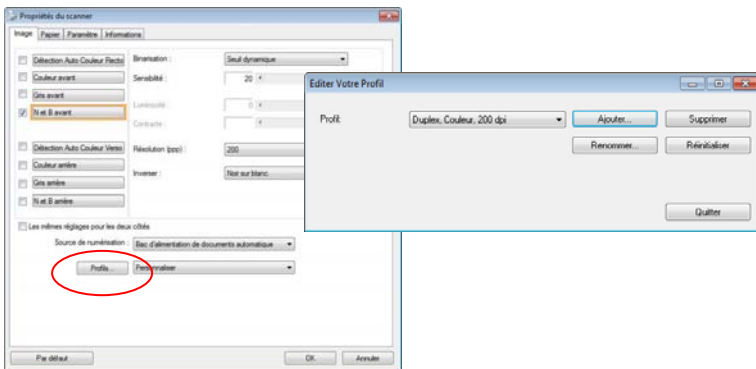 Propriétés du scanner
Image Papier Paramètre Informations
Détection Auto Couleur Recto
Couleur avant
Gris avant
N et B avant
Détection Auto Couleur Verso
Couleur arrière
Gris arrière
N et B arrière
Binarisation : Seuil dynamique
Sensibilité : 20
Luminosité : 0
Contraste :
Résolution (ppp) : 200
Inverser : Noir sur blanc
Les mêmes réglages pour les deux côtés
Source de numérisation : Bac d'alimentation de documents automatique
Profils... Personnaliser
Par défaut OK Annuler
Editer Votre Profil
Profil: Duplex, Couleur, 200 dpi Ajouter... Supprimer
Renommer... Réinitialiser
Quitter